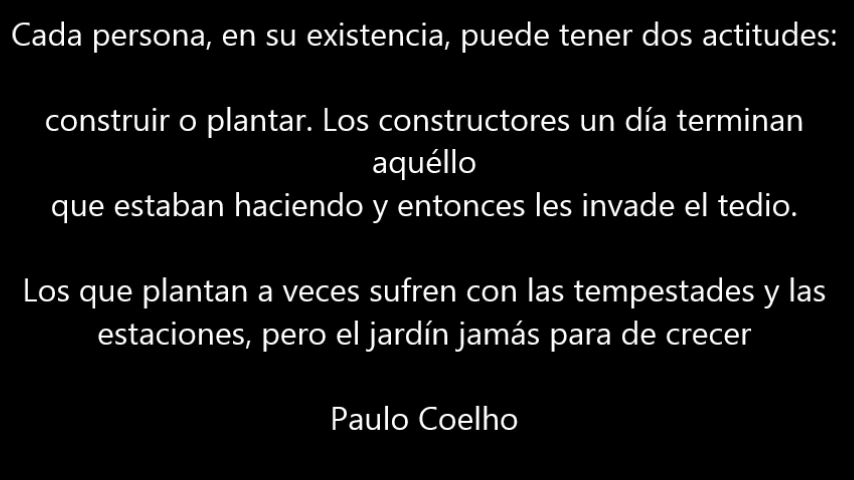 Cada persona, en su existencia, puede tener dos actitudes:
construir o plantar. Los constructores un día terminan
aquéllo
que estaban haciendo y entonces les invade el tedio.
Los que plantan a veces sufren con las tempestades y las
estaciones, pero el jardín jamás para de crecer
Paulo Coelho